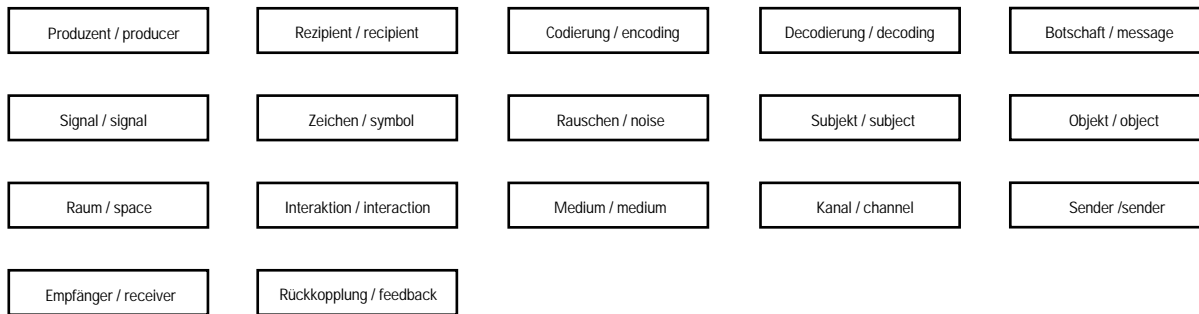 Produzent / producer
Rezipient / recipient
Codierung / encoding
Decodierung / decoding
Botschaft / message
Signal / signal
Zeichen / symbol
Rauschen / noise
Subjekt / subject
Objekt / object
Raum / space
Interaktion / interaction
Medium / medium
Kanal / channel
Sender /sender
Empfänger / receiver
Rückkopplung / feedback